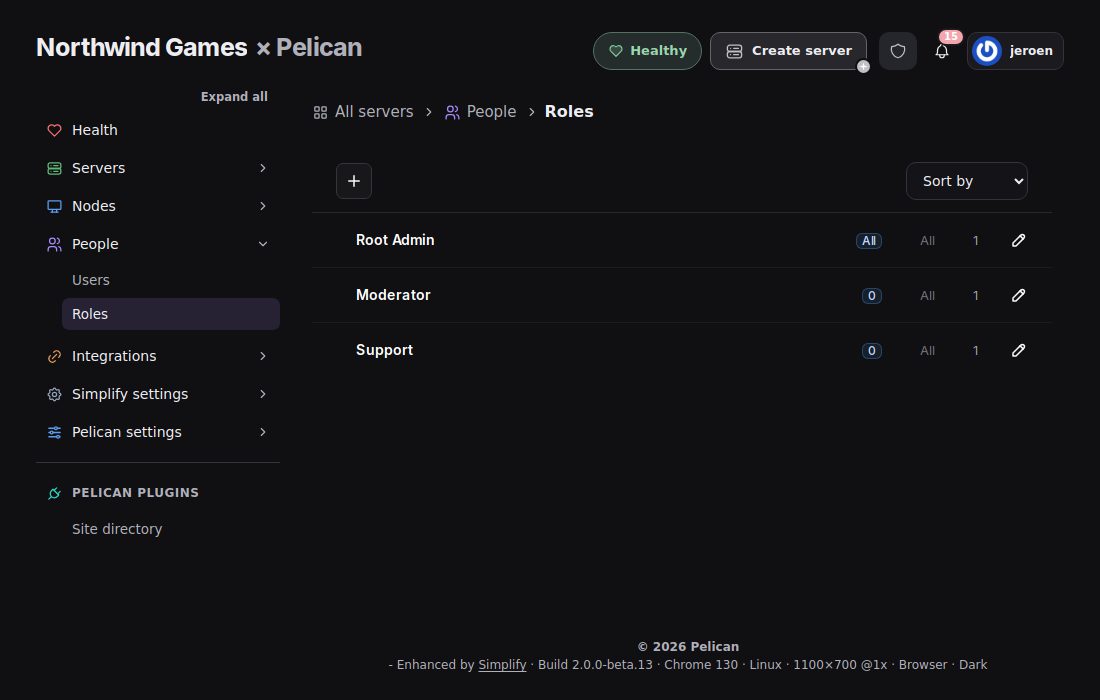 Northwind Games × Pelican
Healthy
Create server
15
jeroen
Expand all
Health
Servers
Nodes
People
Users
Roles
Integrations
Simplify settings
Pelican settings
PELICAN PLUGINS
Site directory
All servers > People > Roles
Sort by
Root Admin All All 1
Moderator 0 All 1
Support 0 All 1
© 2026 Pelican
- Enhanced by Simplify · Build 2.0.0-beta.13 · Chrome 130 · Linux · 1100×700 @1x · Browser · Dark